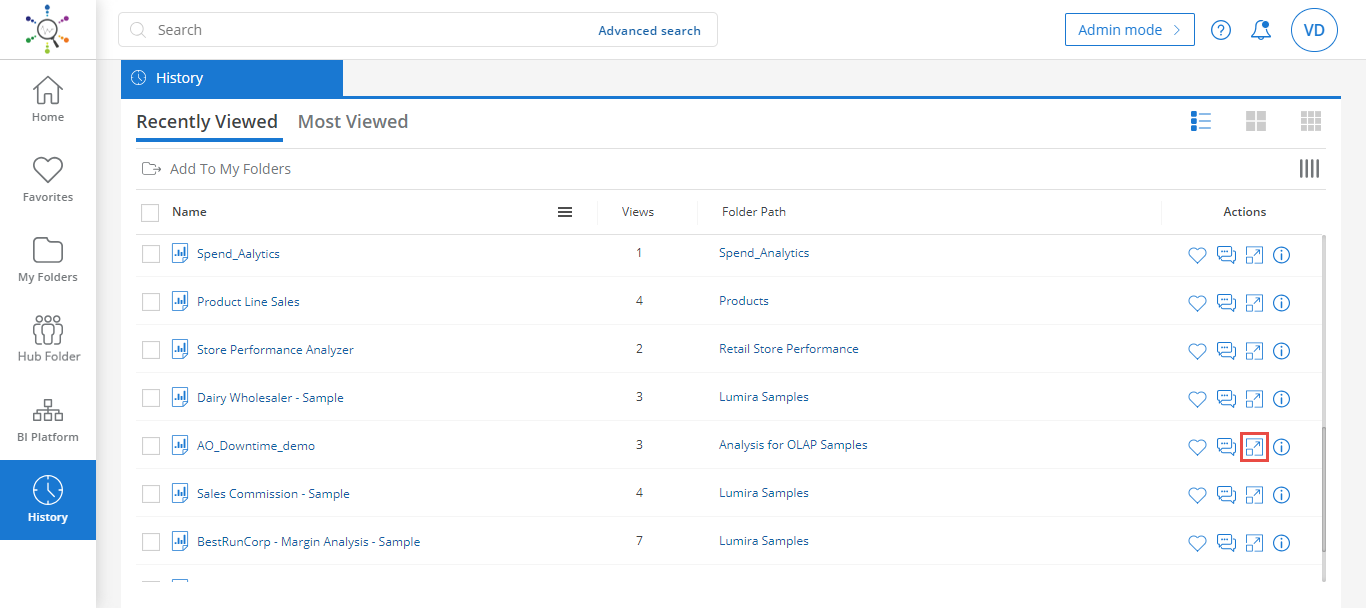 Search
Advanced search
Admin mode
VD
Home
Favorites
My Folders
Hub Folder
BI Platform
History
History
Recently Viewed Most Viewed
Add To My Folders
Name Views Folder Path Actions
Spend_Aalytics 1 Spend_Analytics
Product Line Sales 4 Products
Store Performance Analyzer 2 Retail Store Performance
Dairy Wholesaler - Sample 3 Lumira Samples
AO_Downtime_demo 3 Analysis for OLAP Samples
Sales Commission - Sample 4 Lumira Samples
BestRunCorp - Margin Analysis - Sample 7 Lumira Samples